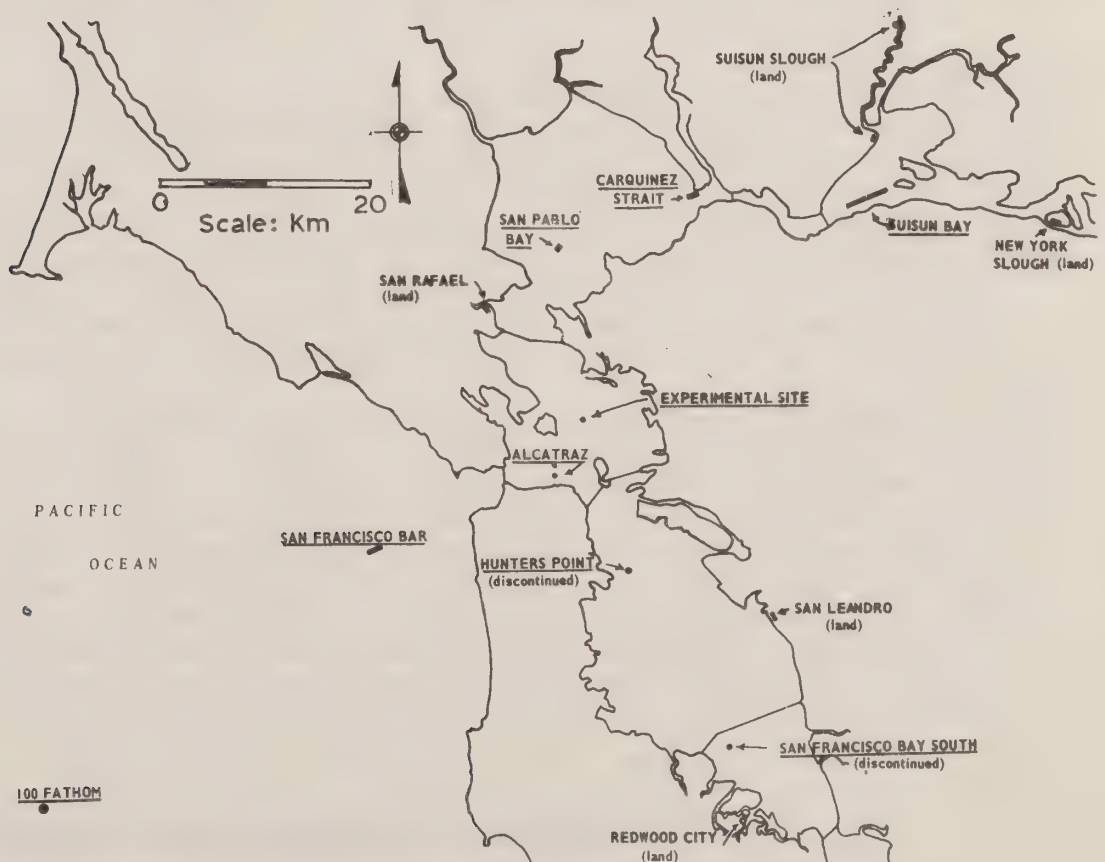 SUISUN SLOUGH
(land)
CARQUINEZ
STRAIT
0
20
Scale: Km
SAN PABLO
BAY
SUISUN BAY
NEW YORK
SLOUGH (land)
SAN RAFAEL
(land)
EXPERIMENTAL SITE
ALCATRAZ
PACIFIC
OCEAN
SAN FRANCISCO BAR
HUNTERS POINT
(discontinued)
SAN LEANDRO
(land)
SAN FRANCISCO BAY SOUTH
(discontinued)
100 FATHOM
REDWOOD CITY
(land)